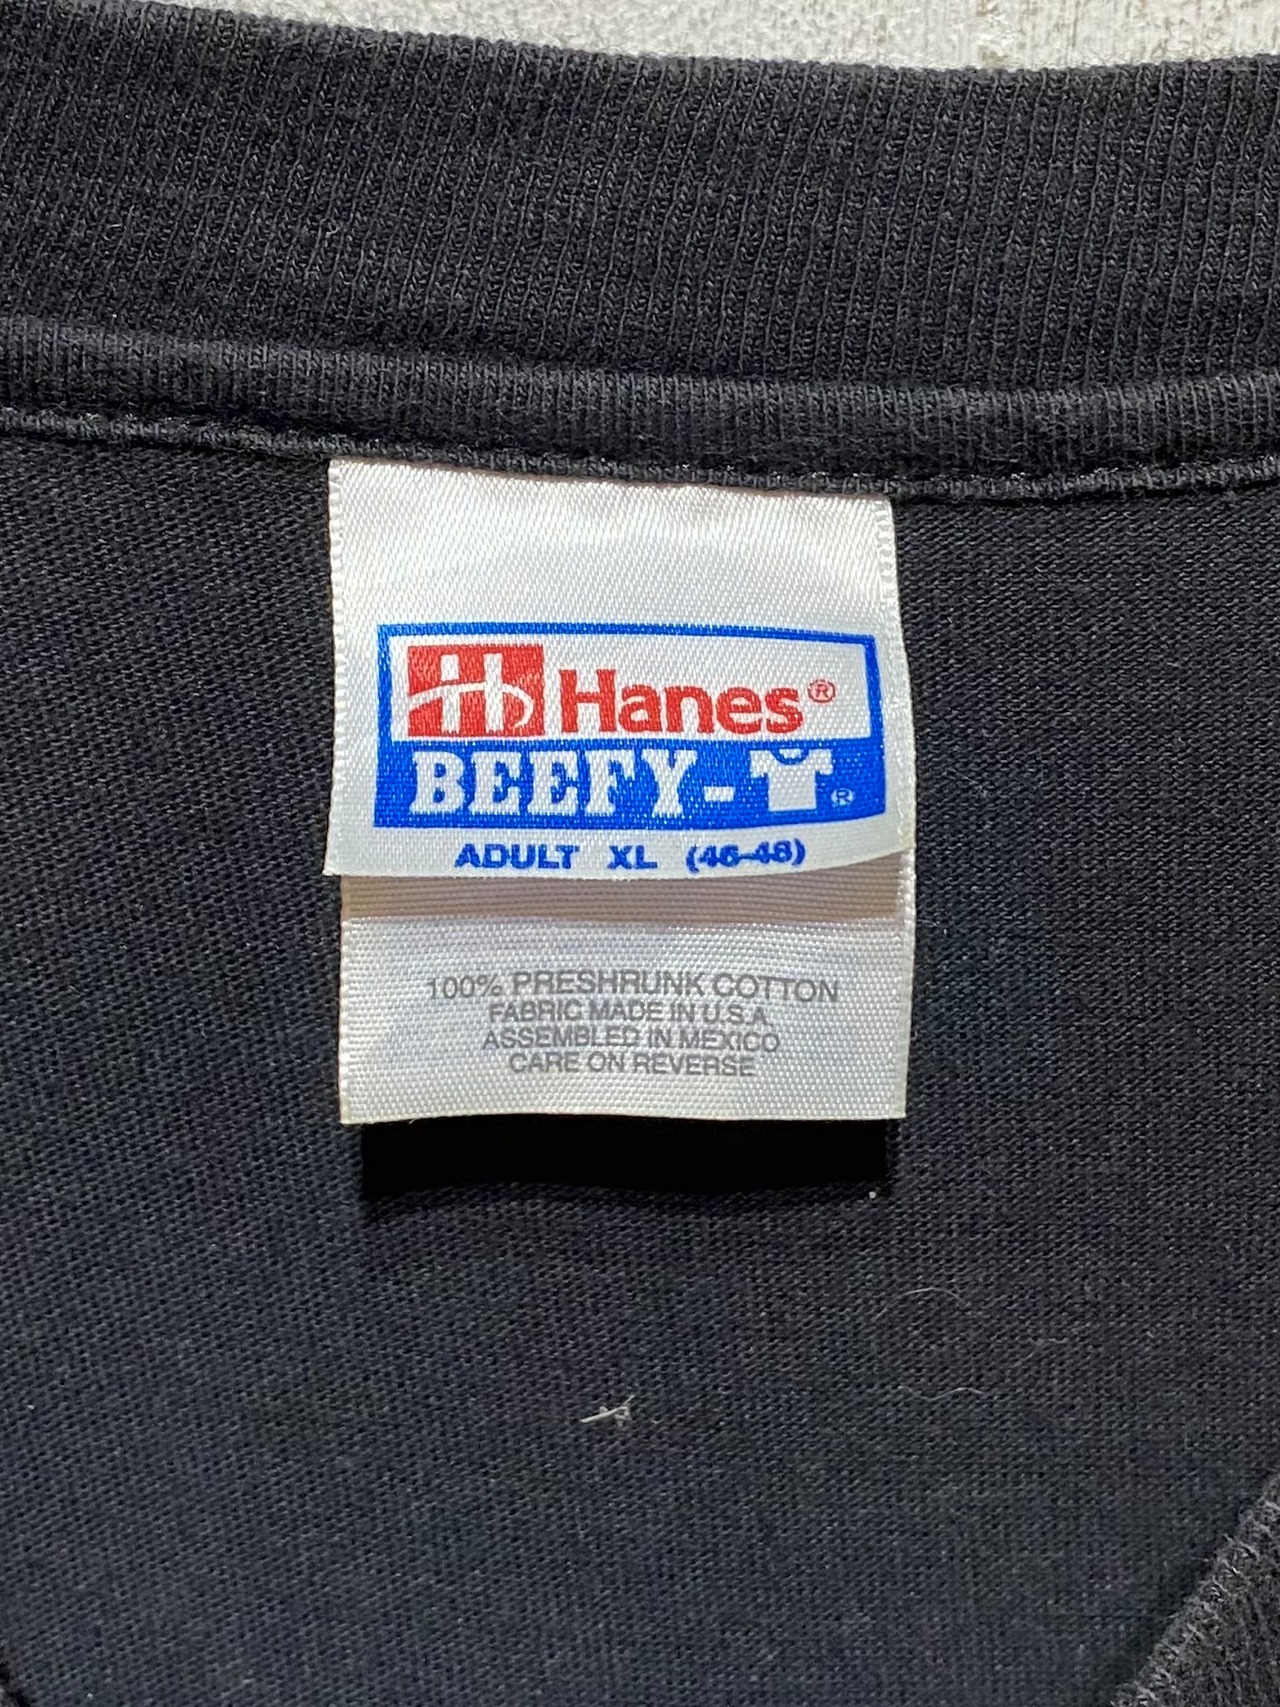 Hanes®
BEEFY-T®
ADULT XL (46-48)
100% PRESHRUNK COTTON
FABRIC MADE IN U.S.A.
ASSEMBLED IN MEXICO
CARE ON REVERSE